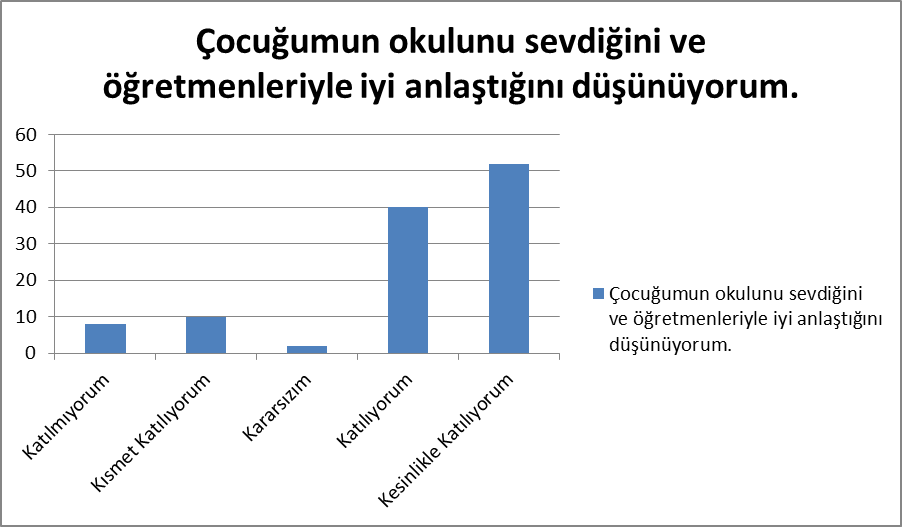 Çocuğumun okulunu sevdiğini ve
öğretmenleriyle iyi anlaştığını düşünüyorum.
60
50
40
30
20
10
0
Katılmıyorum
Kısmet Katılıyorum
Kararsızım
Katılıyorum
Kesinlikle Katılıyorum
Çocuğumun okulunu sevdiğini
ve öğretmenleriyle iyi anlaştığını
düşünüyorum.